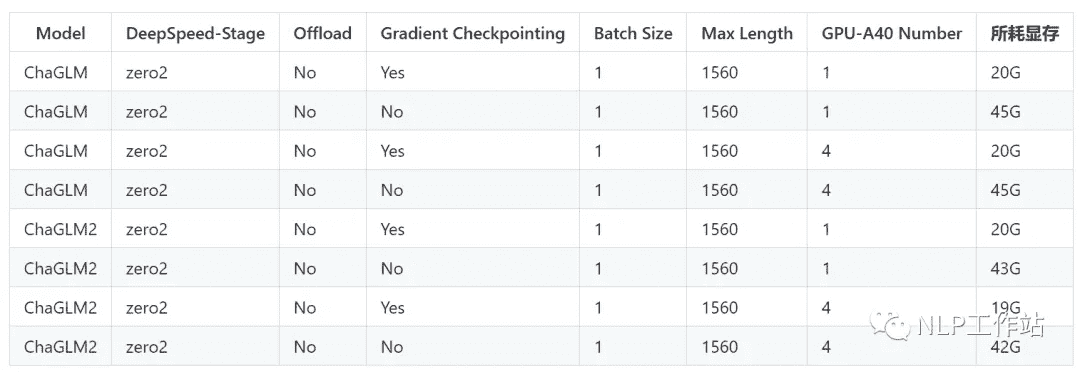 Model DeepSpeed-Stage Offload Gradient Checkpointing Batch Size Max Length GPU-A40 Number 所耗显存
ChaGLM zero2 No Yes 1 1560 1 20G
ChaGLM zero2 No No 1 1560 1 45G
ChaGLM zero2 No Yes 1 1560 4 20G
ChaGLM zero2 No No 1 1560 4 45G
ChaGLM2 zero2 No Yes 1 1560 1 20G
ChaGLM2 zero2 No No 1 1560 1 43G
ChaGLM2 zero2 No Yes 1 1560 4 19G
NLP工作站
ChaGLM2 zero2 No No 1 1560 4 42G